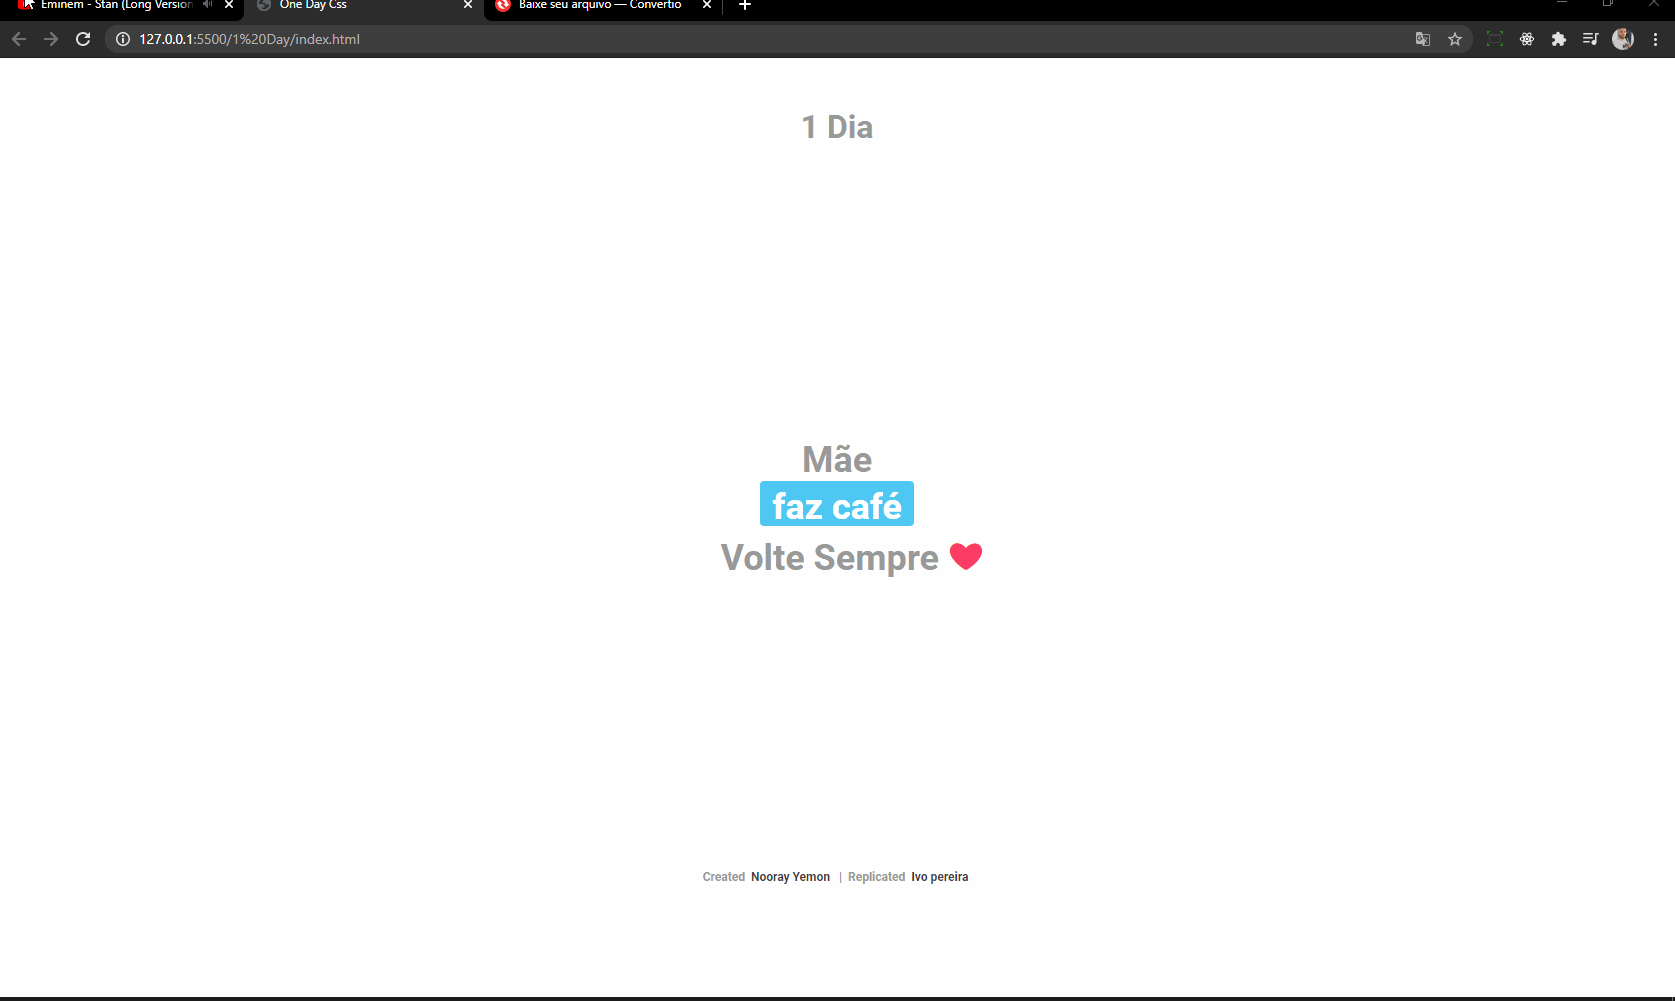 Eminem - Stan (Long Version
One Day Css
Baixe seu arquivo — Convertio
127.0.0.1:5500/1%20Day/index.html
1 Dia
Mãe
faz café
Volte Sempre
Created Nooray Yemon | Replicated Ivo pereira